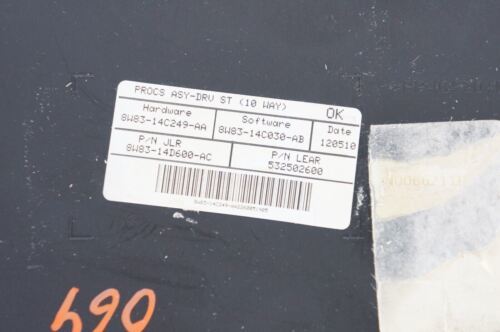 PROCS ASY-DRV ST (10 WAY) OK
Hardware Software Date
8W83-14C249-AA 8W83-14C030-AB 120510
P/N JLR P/N LEAR
8W83-14D600-AC 532502600
690